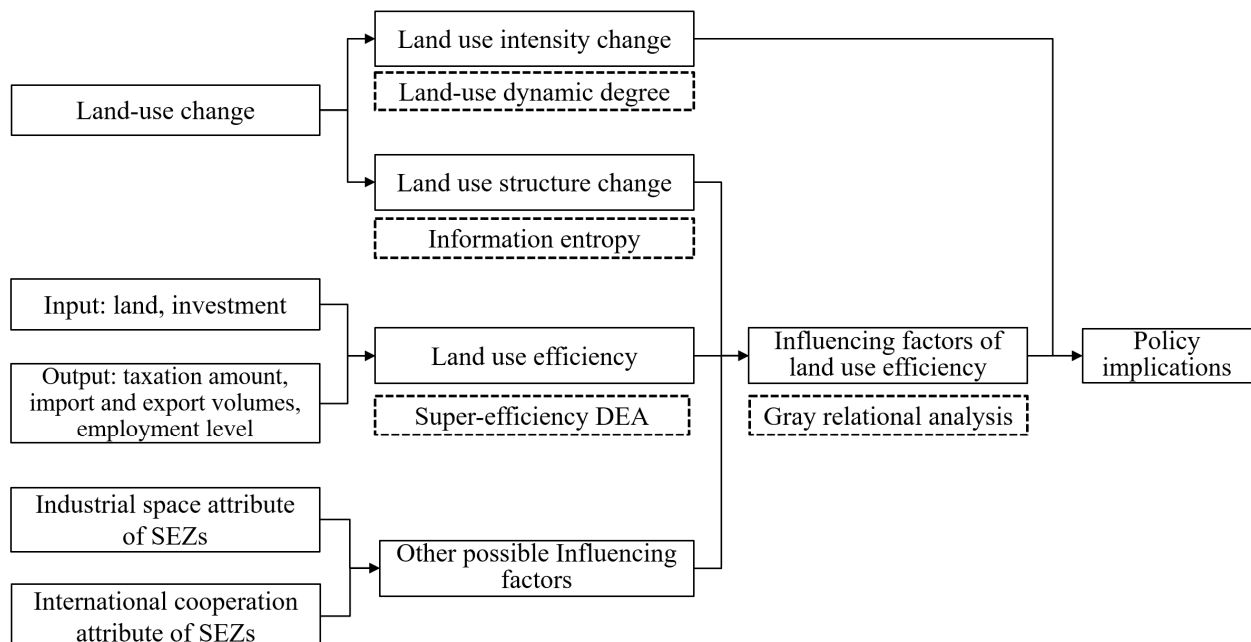 Land use intensity change
Land-use dynamic degree
Land-use change
Land use structure change
Information entropy
Input: land, investment
Output: taxation amount,
import and export volumes,
employment level
Land use efficiency
Super-efficiency DEA
Influencing factors of
land use efficiency
Gray relational analysis
Policy
implications
Industrial space attribute
of SEZs
Other possible Influencing
factors
International cooperation
attribute of SEZs